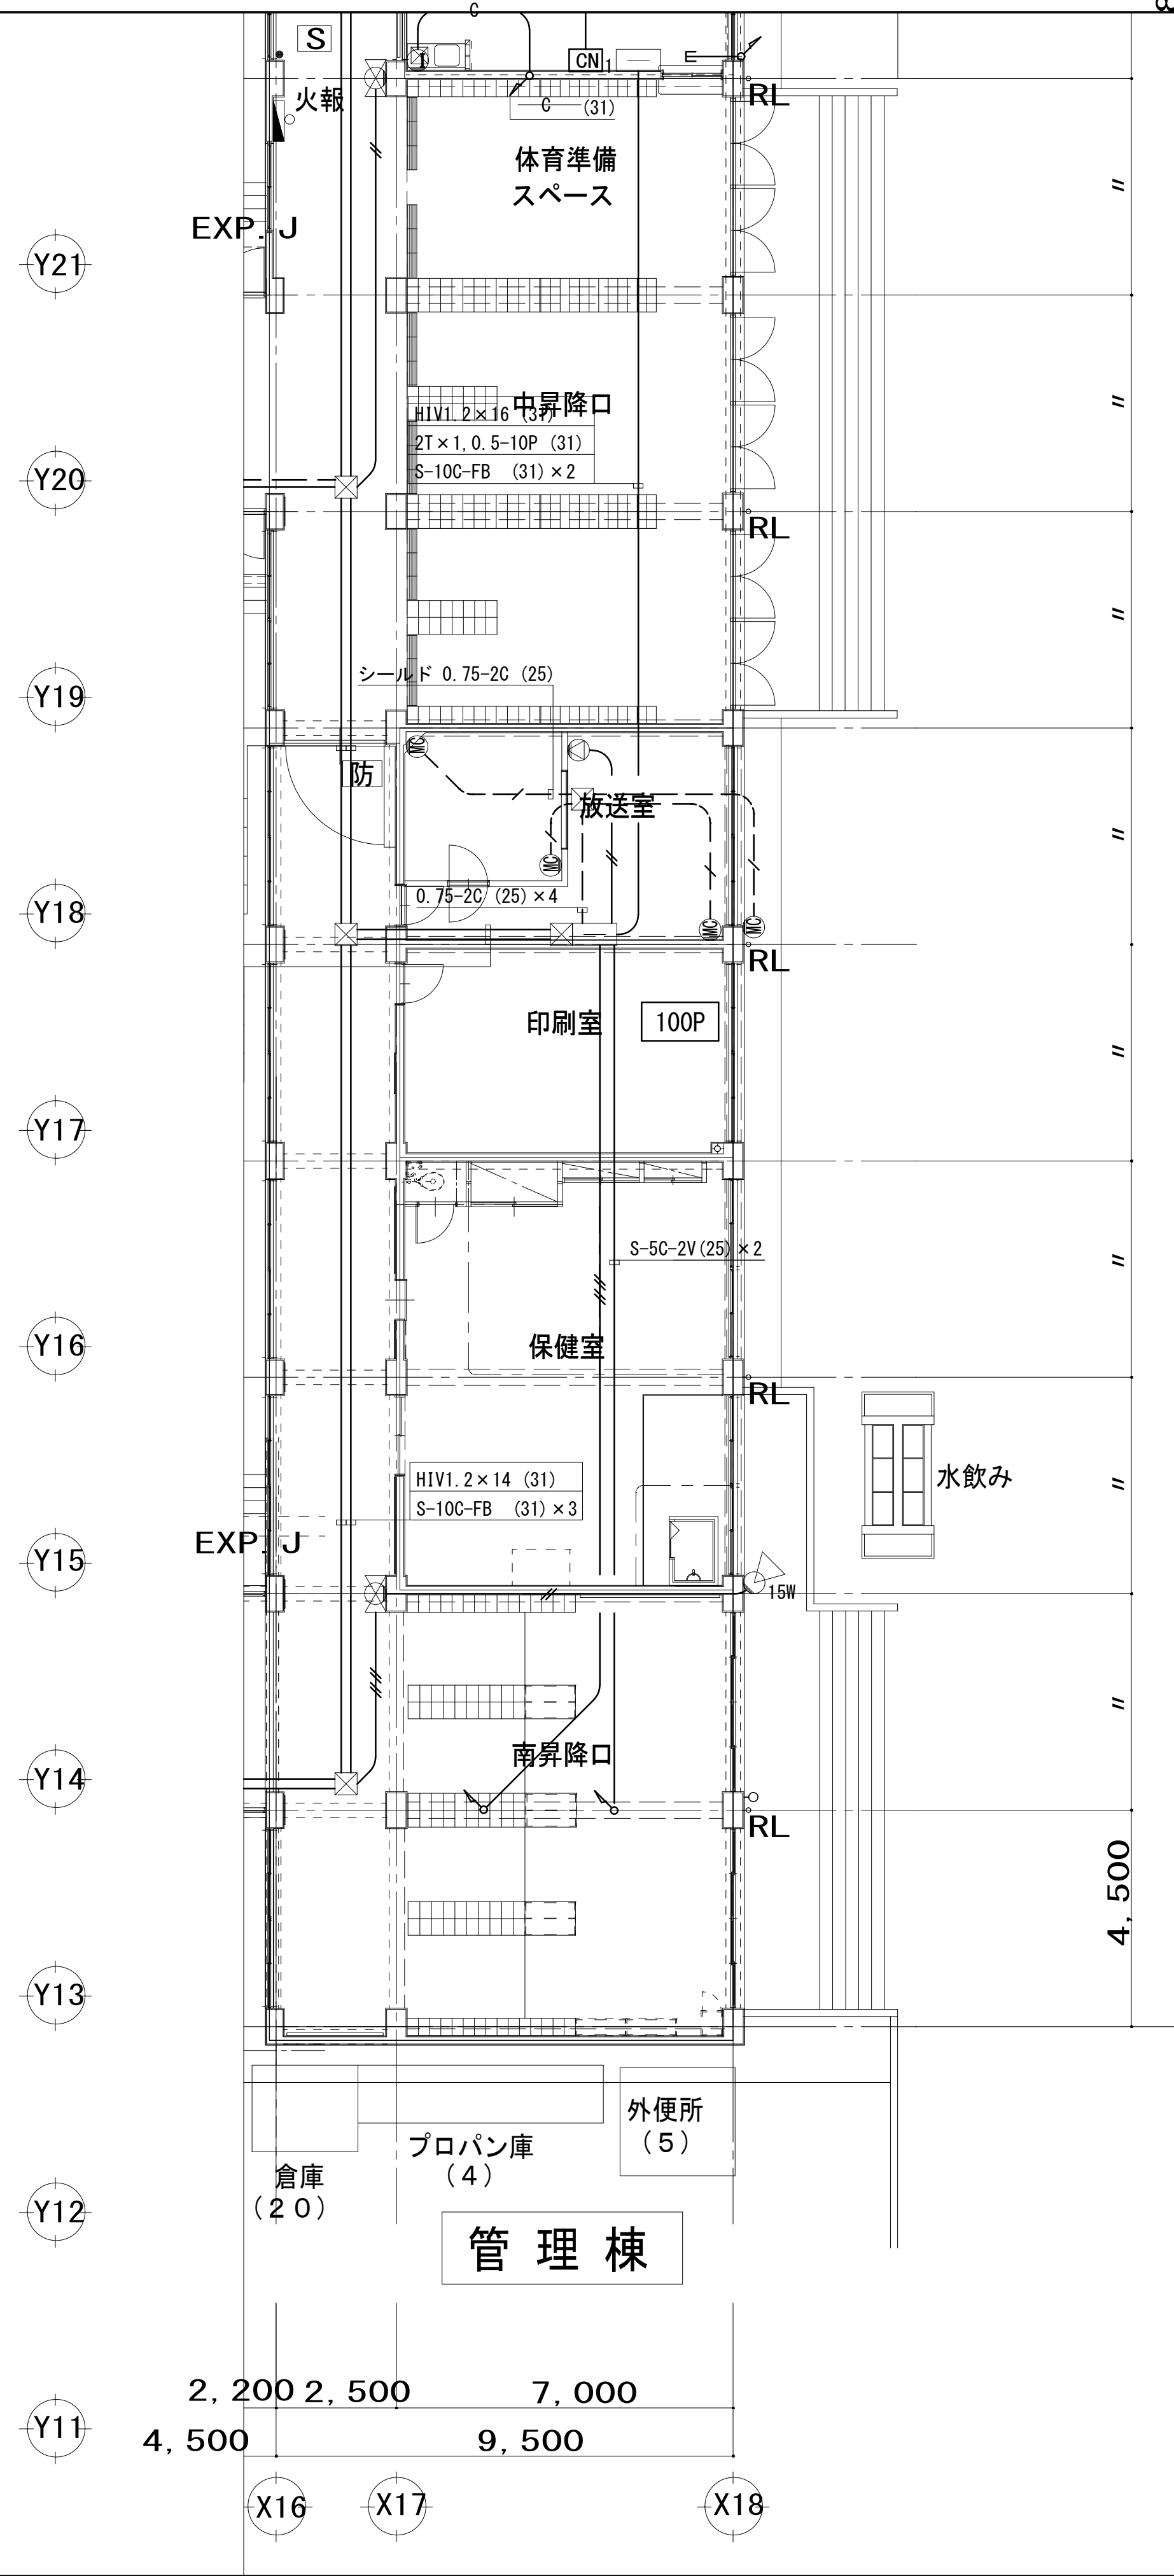 C
S
CN 1
E
火報
RL
C (31)
体育準備
スペース
〃
EXP. J
Y21
中昇降口
HIV1.2×16 (31)
〃
2T×1,0.5-10P (31)
S-10C-FB (31)×2
Y20
RL
〃
シールド 0.75-2C (25)
Y19
MC
防
放送室
〃
MC
0.75-2C (25)×4
Y18
MC
MC
RL
印刷室
100P
〃
Y17
S-5C-2V(25)×2
〃
保健室
Y16
RL
HIV1.2×14 (31)
水飲み
〃
S-10C-FB (31)×3
EXP. J
Y15
15W
〃
南昇降口
Y14
RL
4,500
Y13
外便所
(5)
プロパン庫
(4)
倉庫
(20)
Y12
管理棟
2,200 2,500 7,000
Y11
4,500 9,500
X16 X17 X18